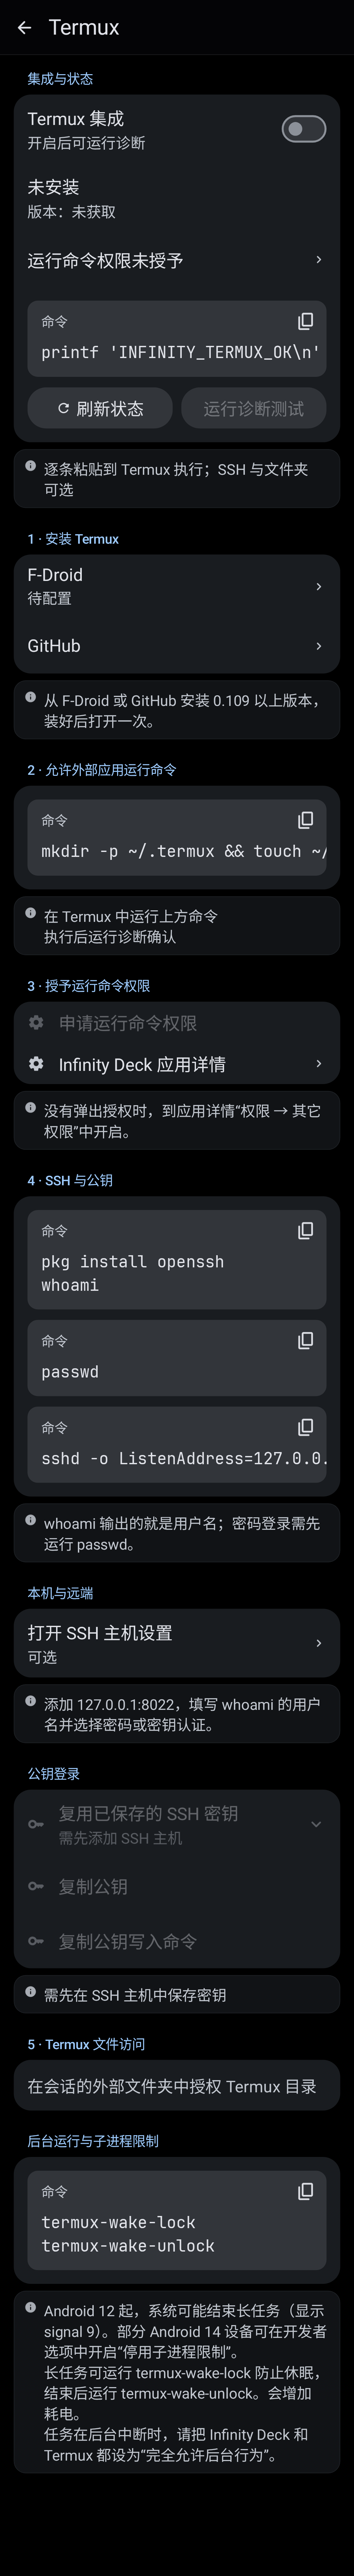 Termux
集成与状态
Termux 集成
开启后可运行诊断
未安装
版本：未获取
运行命令权限未授予
命令
printf 'INFINITY_TERMUX_OK\n'
刷新状态
运行诊断测试
逐条粘贴到 Termux 执行；SSH 与文件夹
可选
1 · 安装 Termux
F-Droid
待配置
GitHub
从 F-Droid 或 GitHub 安装 0.109 以上版本，
装好后打开一次。
2 · 允许外部应用运行命令
命令
mkdir -p ~/.termux && touch ~/
在 Termux 中运行上方命令
执行后运行诊断确认
3 · 授予运行命令权限
申请运行命令权限
Infinity Deck 应用详情
没有弹出授权时，到应用详情“权限 → 其它
权限”中开启。
4 · SSH 与公钥
命令
pkg install openssh
whoami
命令
passwd
命令
sshd -o ListenAddress=127.0.0.
whoami 输出的就是用户名；密码登录需先
运行 passwd。
本机与远端
打开 SSH 主机设置
可选
添加 127.0.0.1:8022，填写 whoami 的用户
名并选择密码或密钥认证。
公钥登录
复用已保存的 SSH 密钥
需先添加 SSH 主机
复制公钥
复制公钥写入命令
需先在 SSH 主机中保存密钥
5 · Termux 文件访问
在会话的外部文件夹中授权 Termux 目录
后台运行与子进程限制
命令
termux-wake-lock
termux-wake-unlock
Android 12 起，系统可能结束长任务（显示
signal 9）。部分 Android 14 设备可在开发者
选项中开启“停用子进程限制”。
长任务可运行 termux-wake-lock 防止休眠，
结束后运行 termux-wake-unlock。会增加
耗电。
任务在后台中断时，请把 Infinity Deck 和
Termux 都设为“完全允许后台行为”。